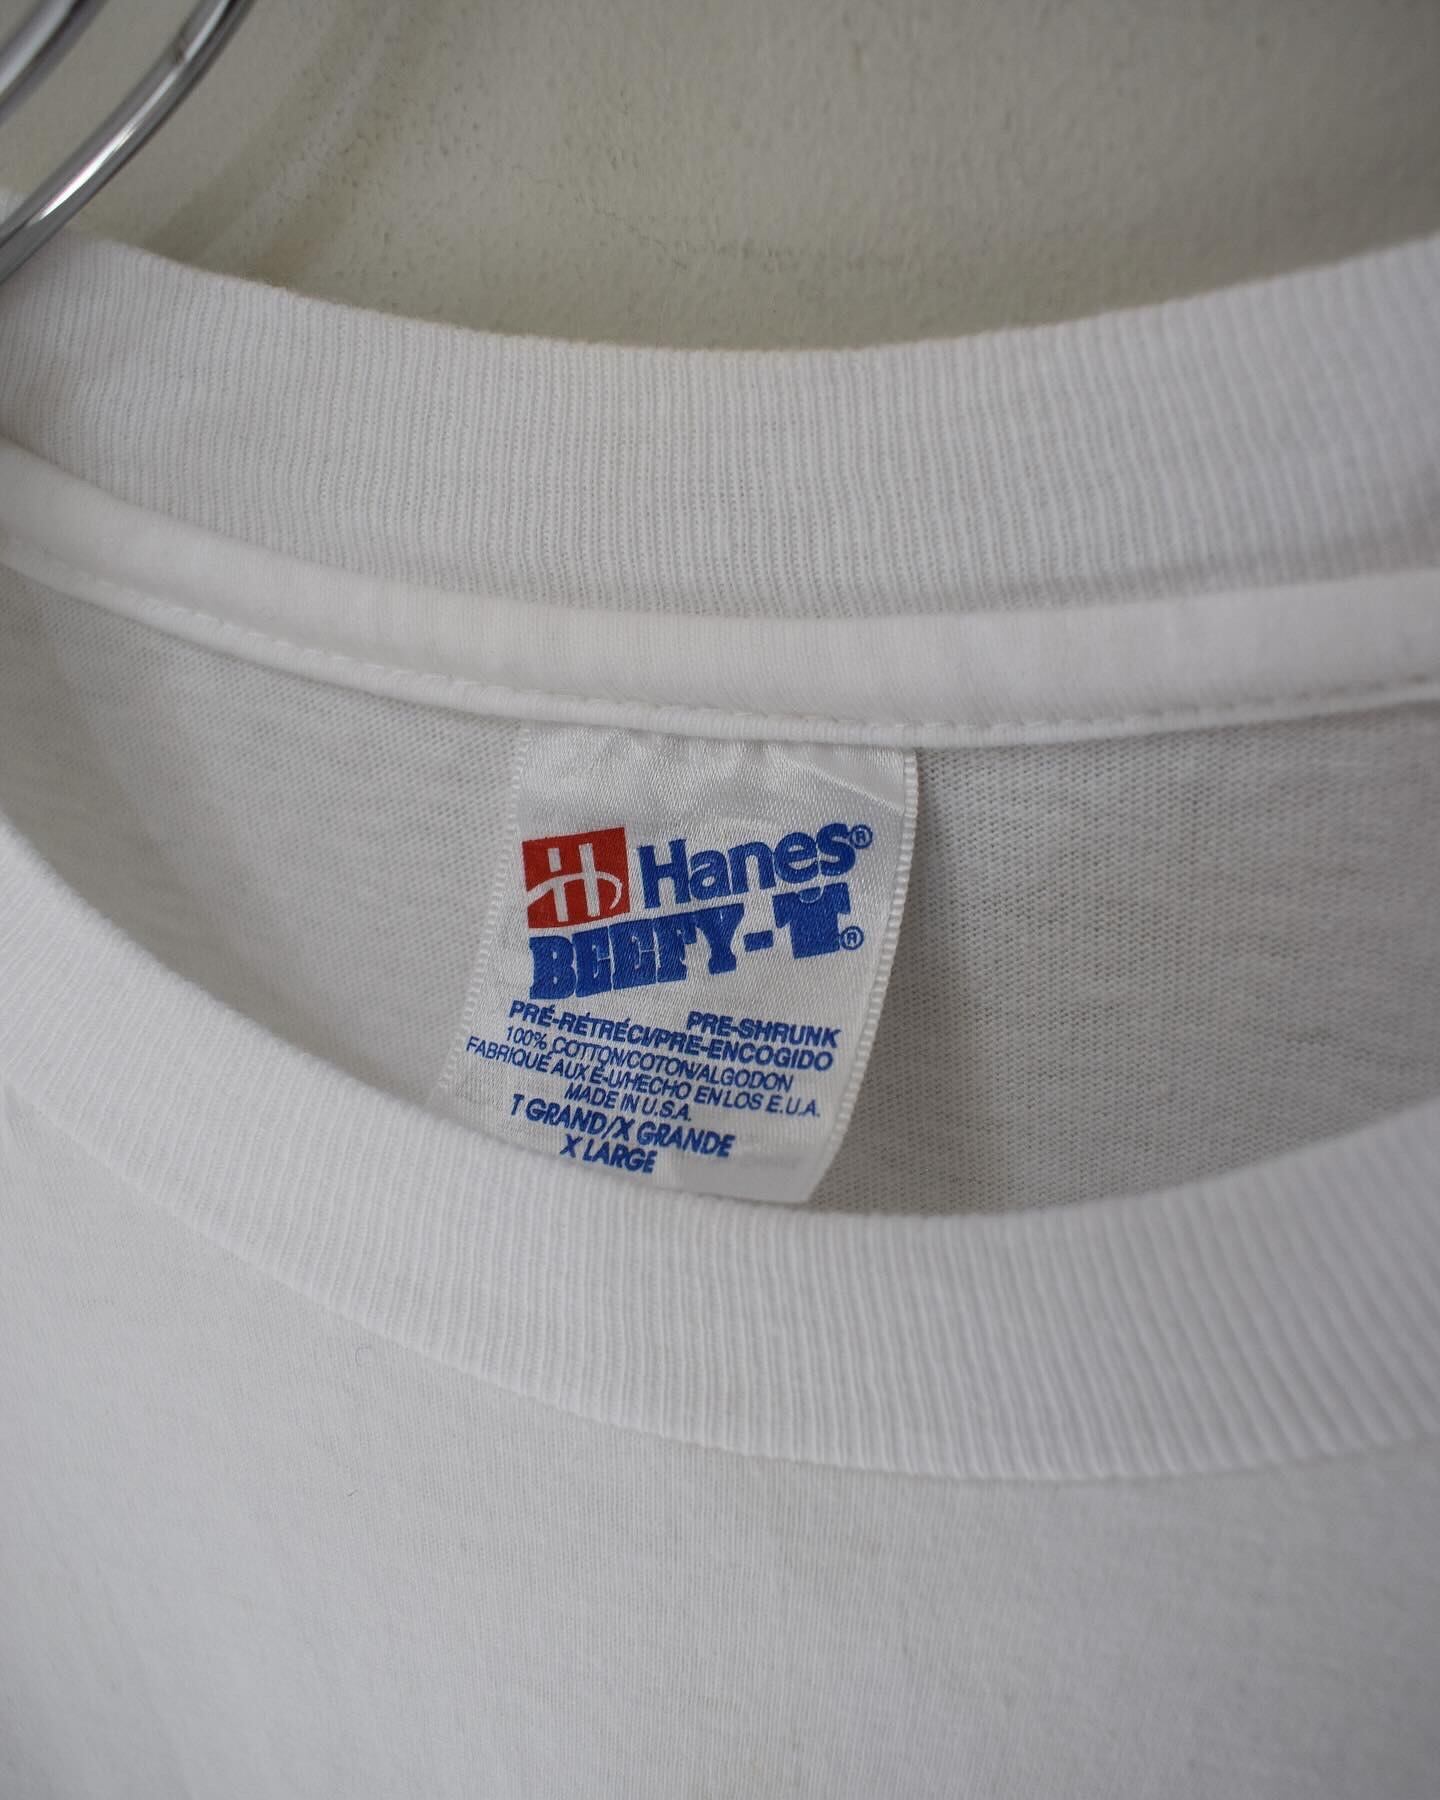 H Hanes®
BEEFY-T®
PRE-SHRUNK
PRÉ-RÉTRÉCI/PRE-ENCOGIDO
100% COTTON/COTON/ALGODON
FABRIQUÉ AUX É-U/HECHO EN LOS E.U.A.
MADE IN U.S.A.
T GRAND/X GRANDE
X LARGE